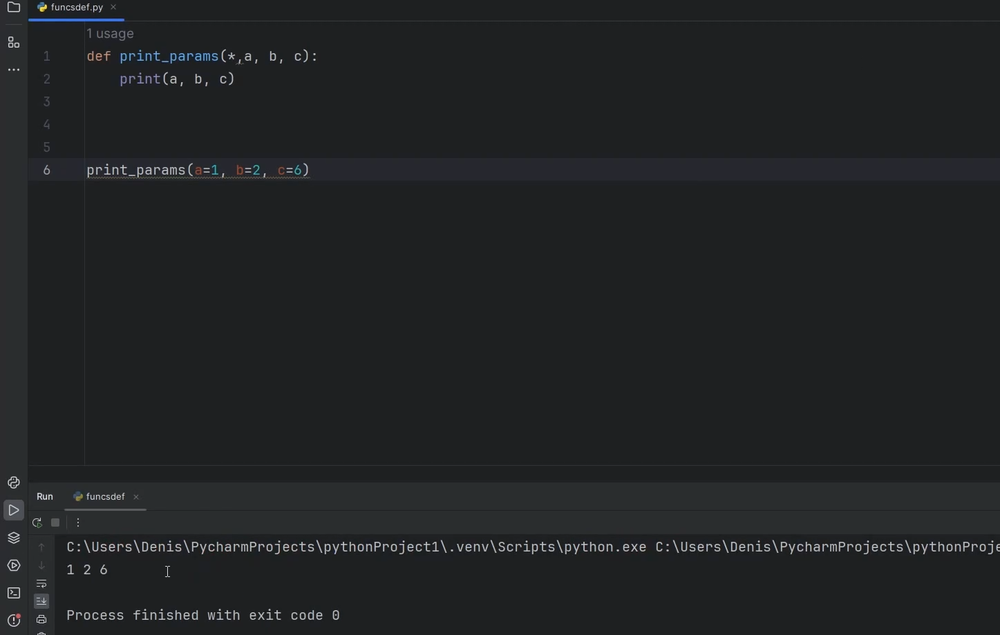 funcsdef.py
1 usage
1 def print_params(*,a, b, c):
2 print(a, b, c)
3
4
5
6 print_params(a=1, b=2, c=6)
Run funcsdef
C:\Users\Denis\PycharmProjects\pythonProject1\.venv\Scripts\python.exe C:\Users\Denis\PycharmProjects\pythonProje
1 2 6
Process finished with exit code 0